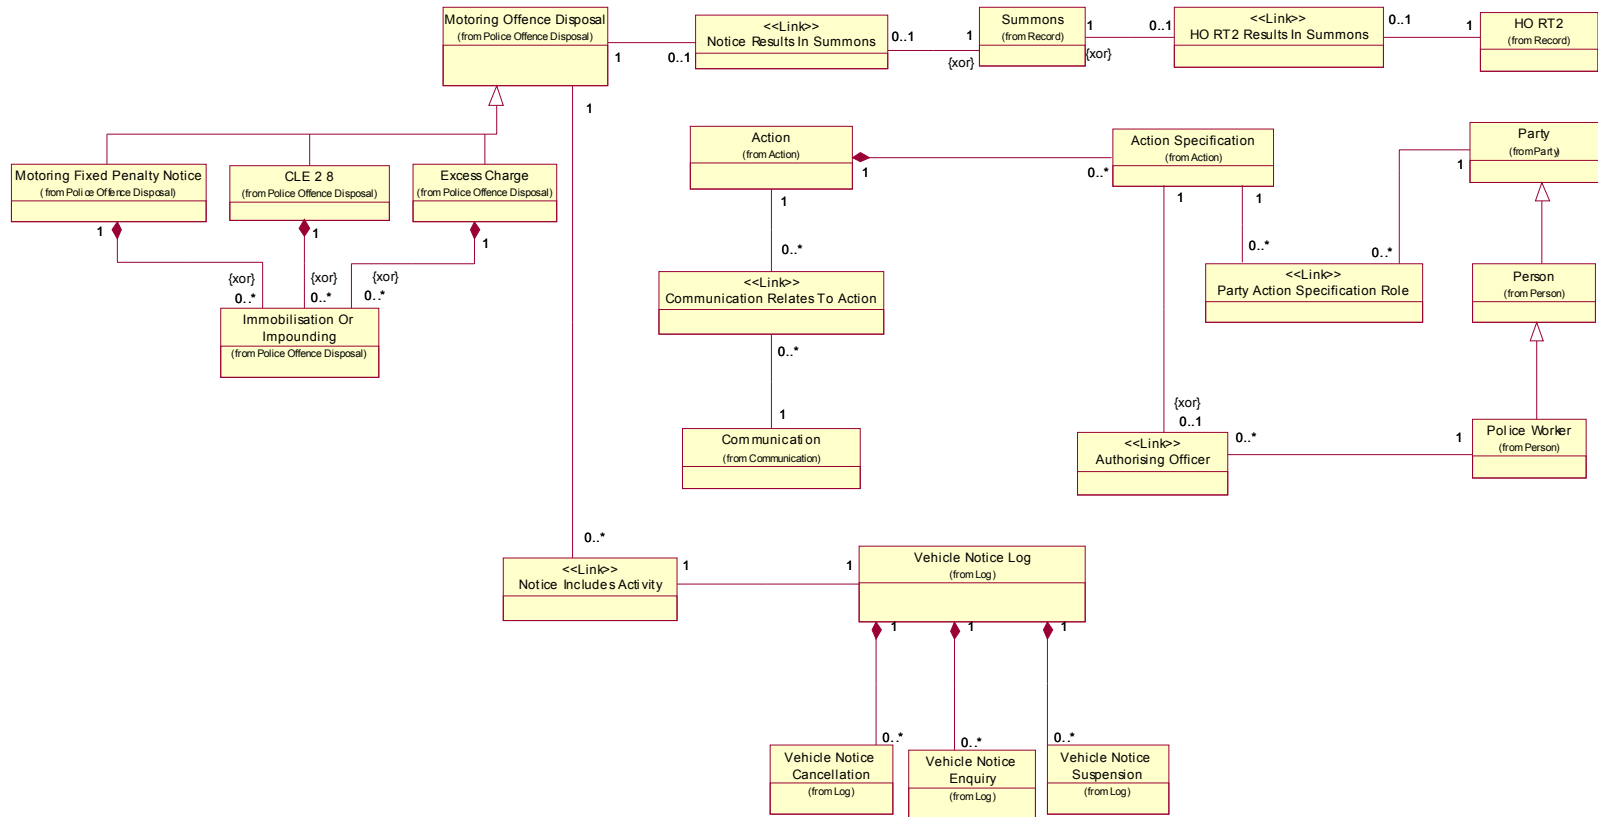 Motoring Offence Disposal
(from Police Offence Disposal)
1
0..1
<<Link>>
Notice Results In Summons
0..1
1
{xor}
Summons
(from Record)
1
{xor}
0..1
<<Link>>
HO RT2 Results In Summons
0..1
1
HO RT2
(from Record)
1
Motoring Fixed Penalty Notice
(from Police Offence Disposal)
1
CLE 2 8
(from Police Offence Disposal)
1
Excess Charge
(from Police Offence Disposal)
1
{xor}
0..*
{xor}
0..*
{xor}
0..*
Immobilisation Or
Impounding
(from Police Offence Disposal)
Action
(from Action)
1
1
0..*
Action Specification
(from Action)
1
1
Party
(from Party)
1
0..*
<<Link>>
Communication Relates To Action
0..*
1
Communication
(from Communication)
0..*
0..*
<<Link>>
Party Action Specification Role
Person
(from Person)
{xor}
0..1
<<Link>>
Authorising Officer
0..*
1
Police Worker
(from Person)
0..*
<<Link>>
Notice Includes Activity
1
1
Vehicle Notice Log
(from Log)
1
1
1
0..*
0..*
0..*
Vehicle Notice
Cancellation
(from Log)
Vehicle Notice
Enquiry
(from Log)
Vehicle Notice
Suspension
(from Log)